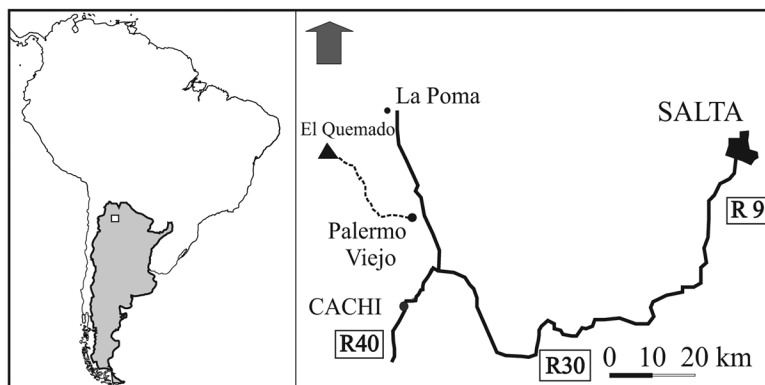 La Poma
SALTA
El Quemado
R 9
Palermo
Viejo
CACHI
R40
R30
0 10 20 km